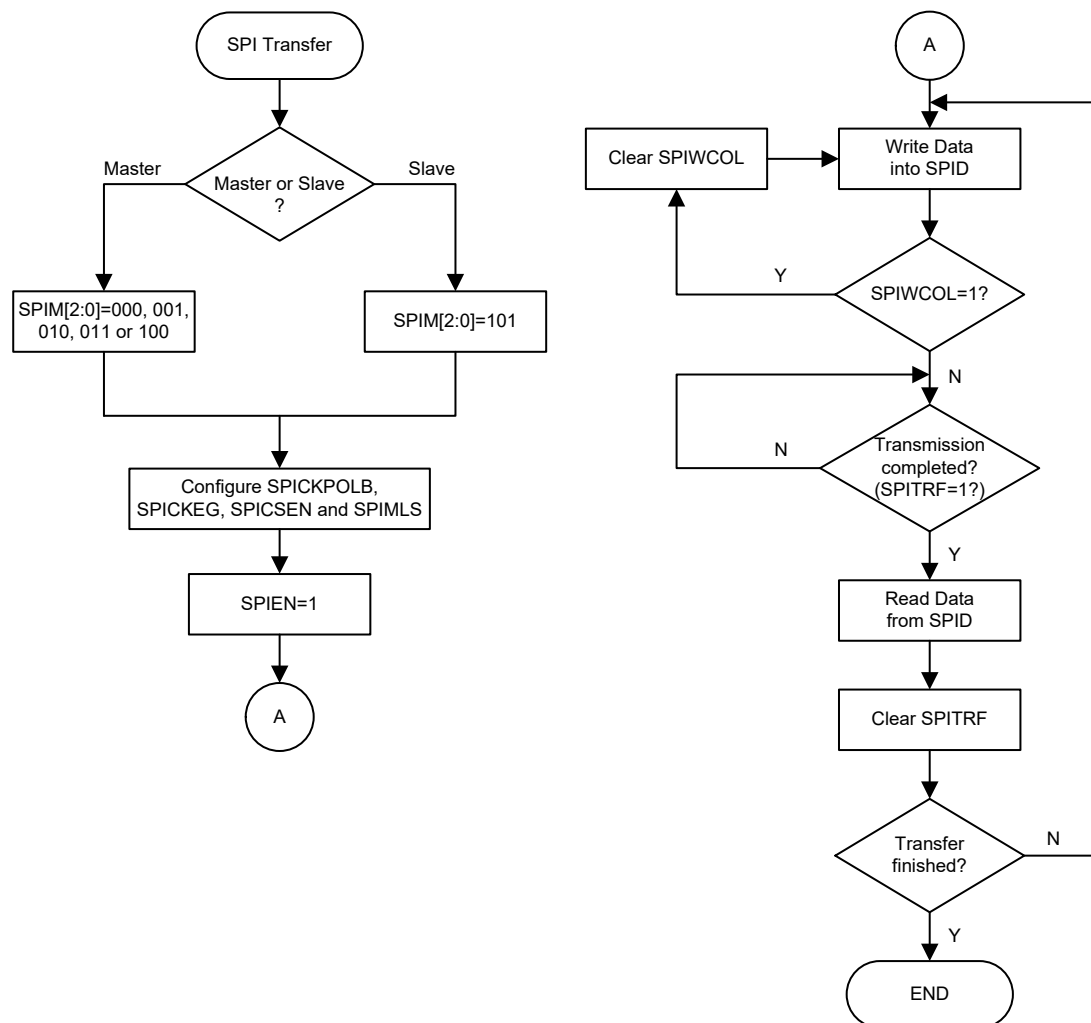 SPI Transfer
Master
Master or Slave
?
Slave
SPIM[2:0]=000, 001,
010, 011 or 100
SPIM[2:0]=101
Configure SPICKPOLB,
SPICKEG, SPICSEN and SPIMLS
SPIEN=1
A
A
Clear SPIWCOL
Write Data
into SPID
Y
SPIWCOL=1?
N
N
Transmission
completed?
(SPITRF=1?)
Y
Read Data
from SPID
Clear SPITRF
Transfer
finished?
N
Y
END